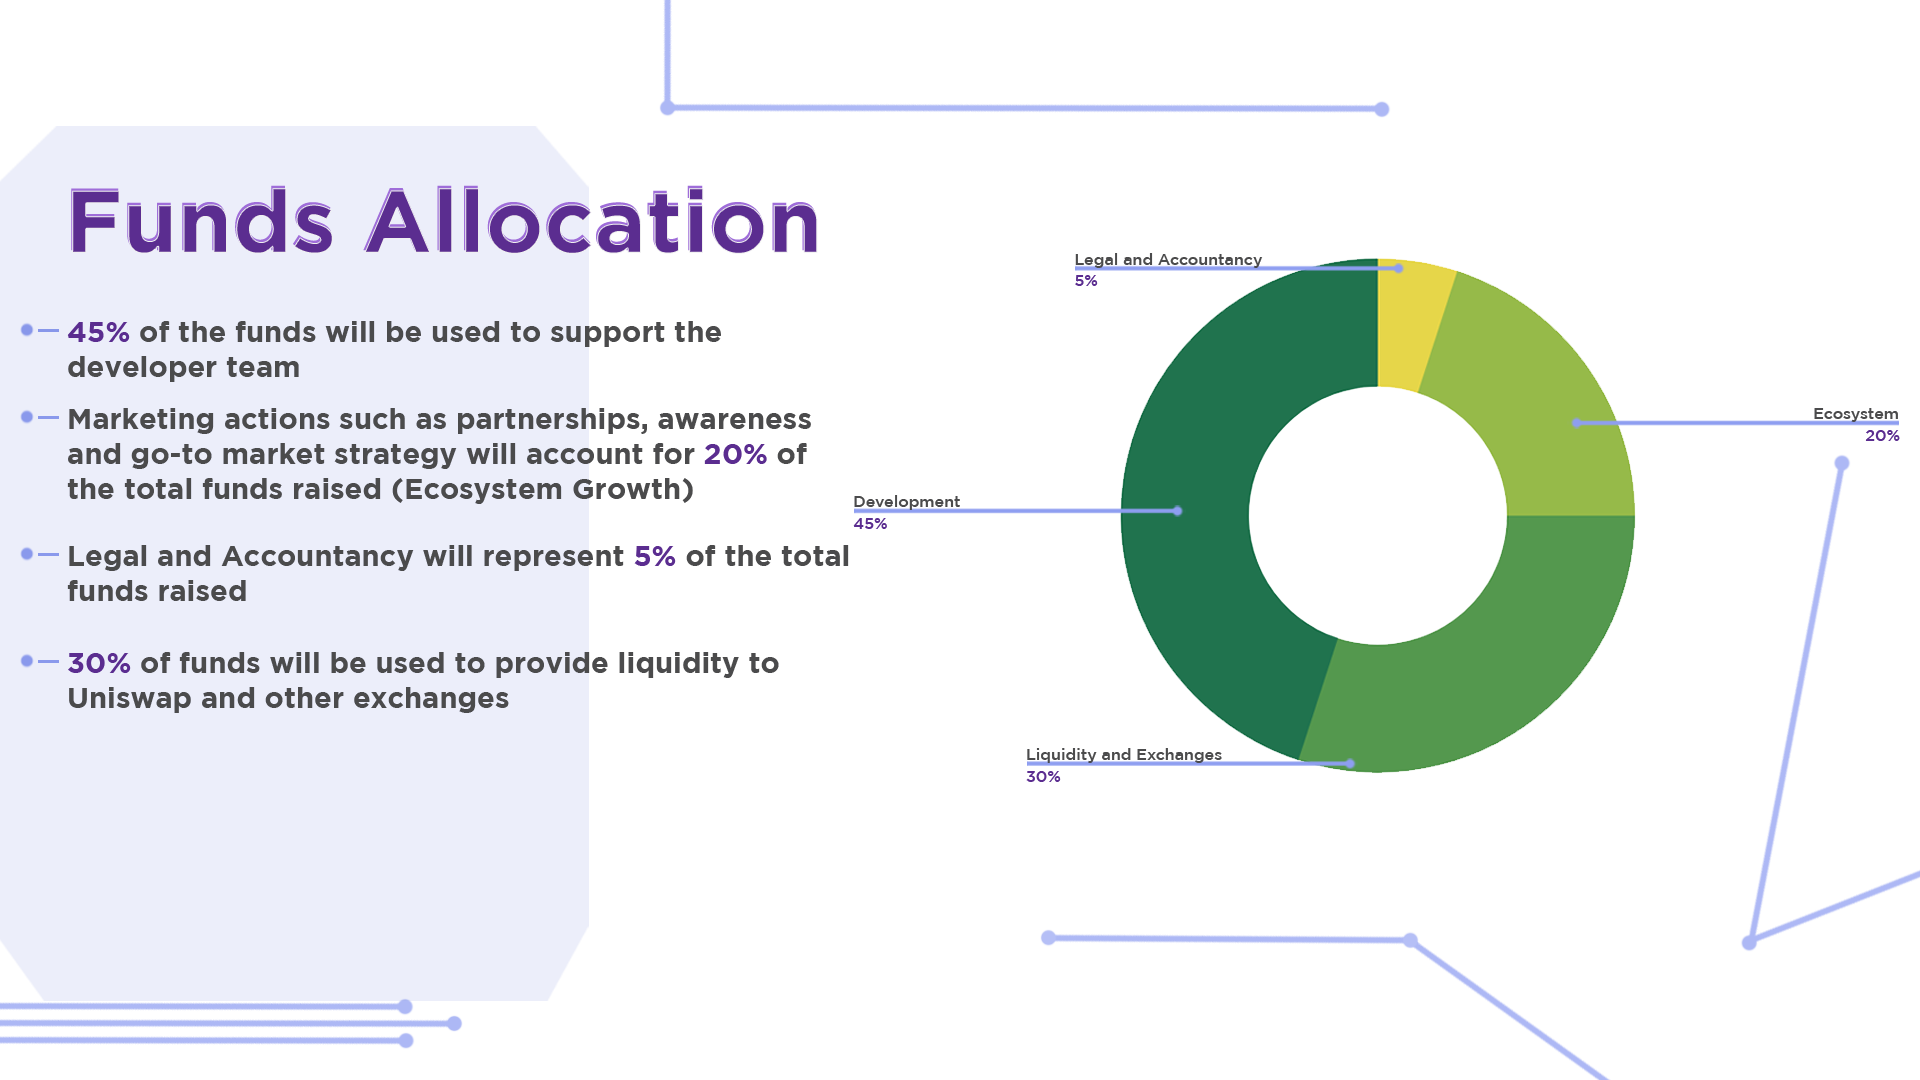 Funds Allocation
45% of the funds will be used to support the
developer team
Marketing actions such as partnerships, awareness
and go-to market strategy will account for 20% of
the total funds raised (Ecosystem Growth)
Legal and Accountancy will represent 5% of the total
funds raised
30% of funds will be used to provide liquidity to
Uniswap and other exchanges
Legal and Accountancy
5%
Ecosystem
20%
Development
45%
Liquidity and Exchanges
30%